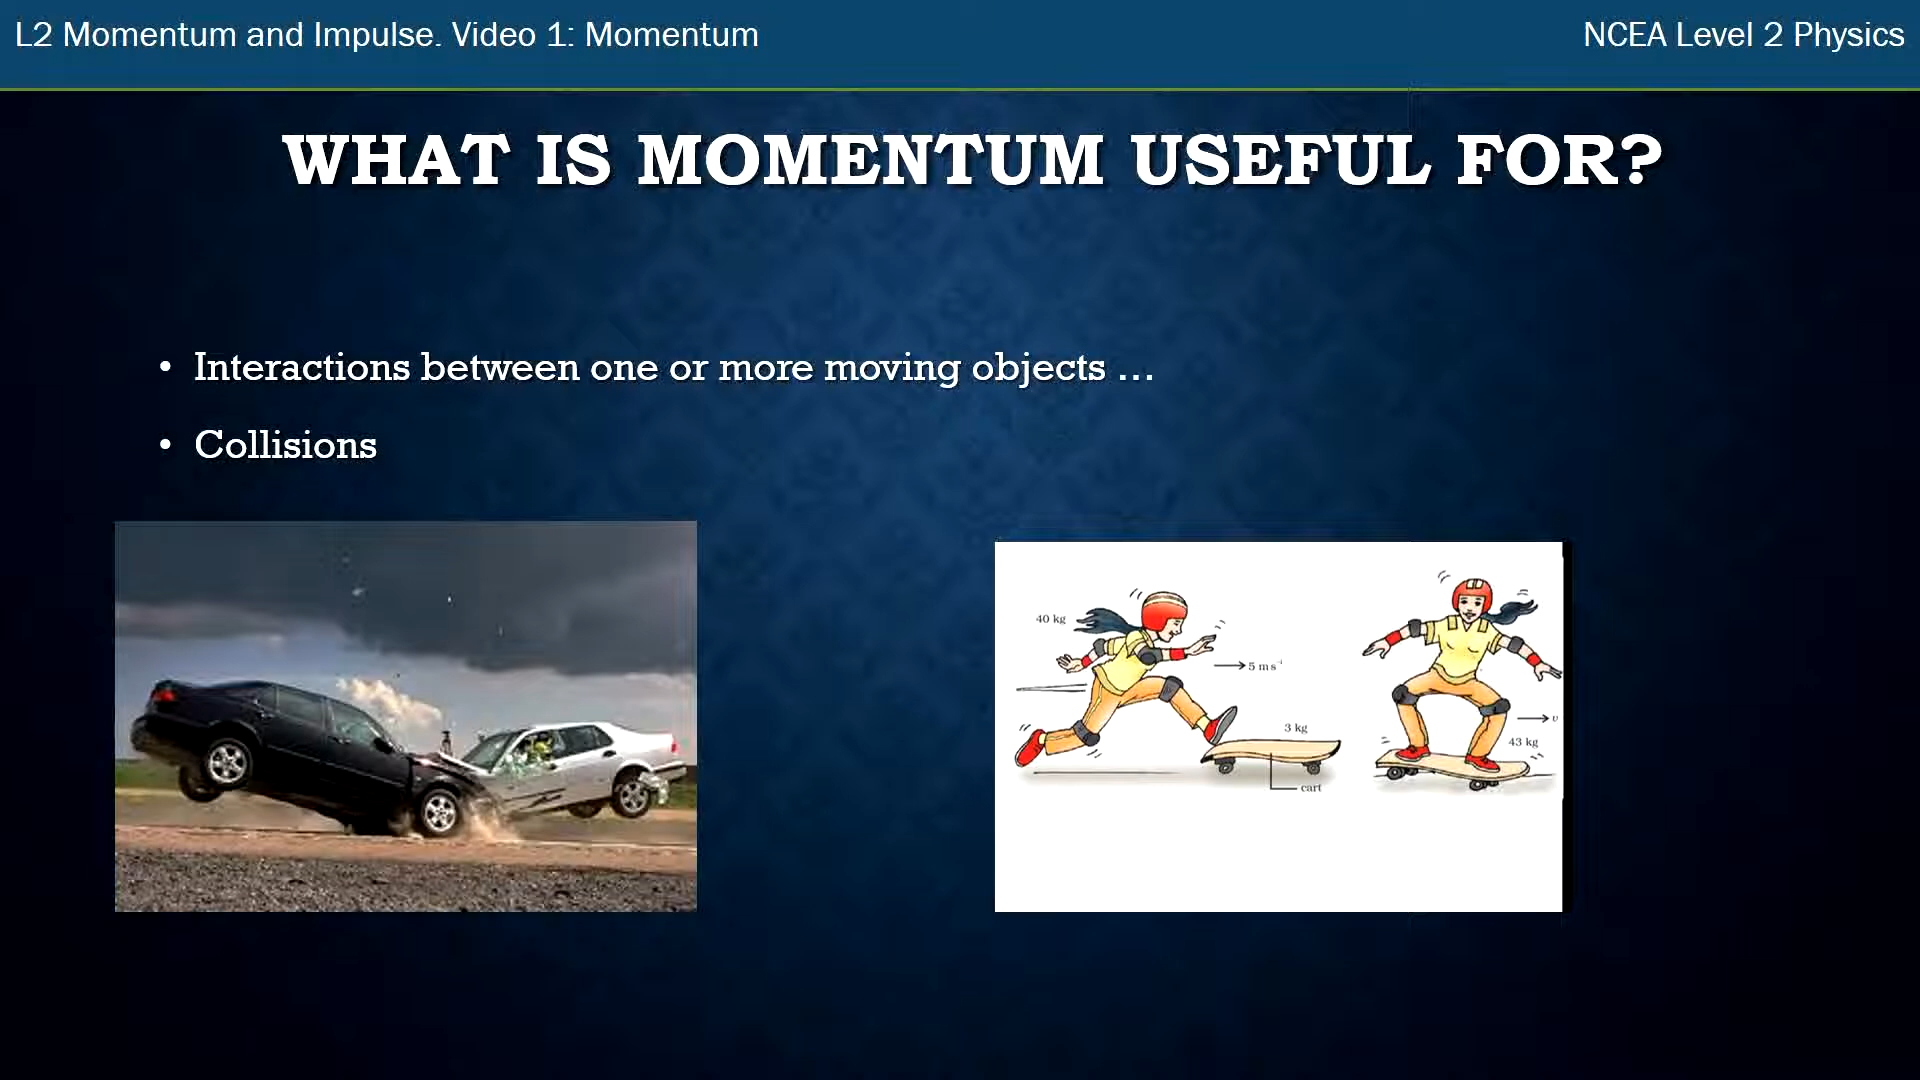 L2 Momentum and Impulse. Video 1: Momentum
NCEA Level 2 Physics
WHAT IS MOMENTUM USEFUL FOR?
• Interactions between one or more moving objects ...
• Collisions
40 kg
5 ms⁻¹
3 kg
cart
v
43 kg